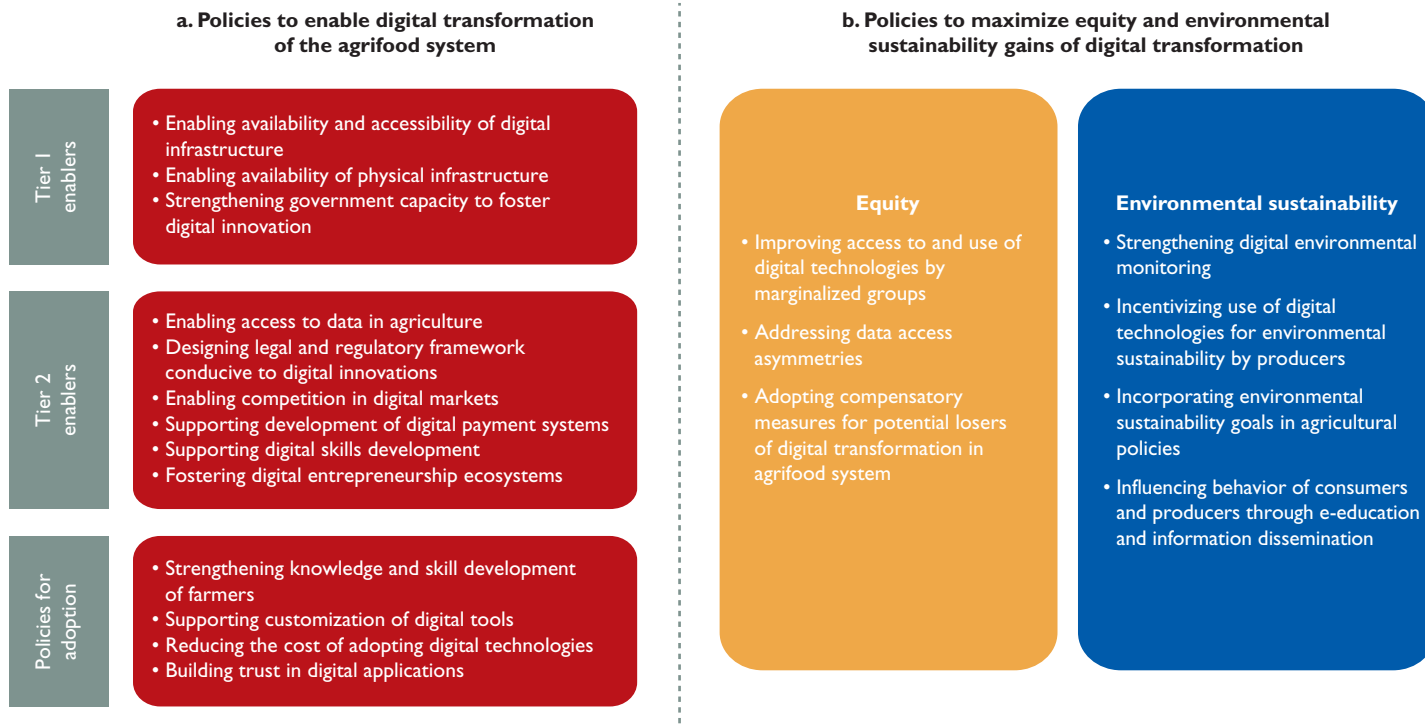 a. Policies to enable digital transformation
of the agrifood system
Tier 1
enablers
• Enabling availability and accessibility of digital
infrastructure
• Enabling availability of physical infrastructure
• Strengthening government capacity to foster
digital innovation
Tier 2
enablers
• Enabling access to data in agriculture
• Designing legal and regulatory framework
conducive to digital innovations
• Enabling competition in digital markets
• Supporting development of digital payment systems
• Supporting digital skills development
• Fostering digital entrepreneurship ecosystems
Policies for
adoption
• Strengthening knowledge and skill development
of farmers
• Supporting customization of digital tools
• Reducing the cost of adopting digital technologies
• Building trust in digital applications
b. Policies to maximize equity and environmental
sustainability gains of digital transformation
Equity
• Improving access to and use of
digital technologies by
marginalized groups
• Addressing data access
asymmetries
• Adopting compensatory
measures for potential losers
of digital transformation in
agrifood system
Environmental sustainability
• Strengthening digital environmental
monitoring
• Incentivizing use of digital
technologies for environmental
sustainability by producers
• Incorporating environmental
sustainability goals in agricultural
policies
• Influencing behavior of consumers
and producers through e-education
and information dissemination